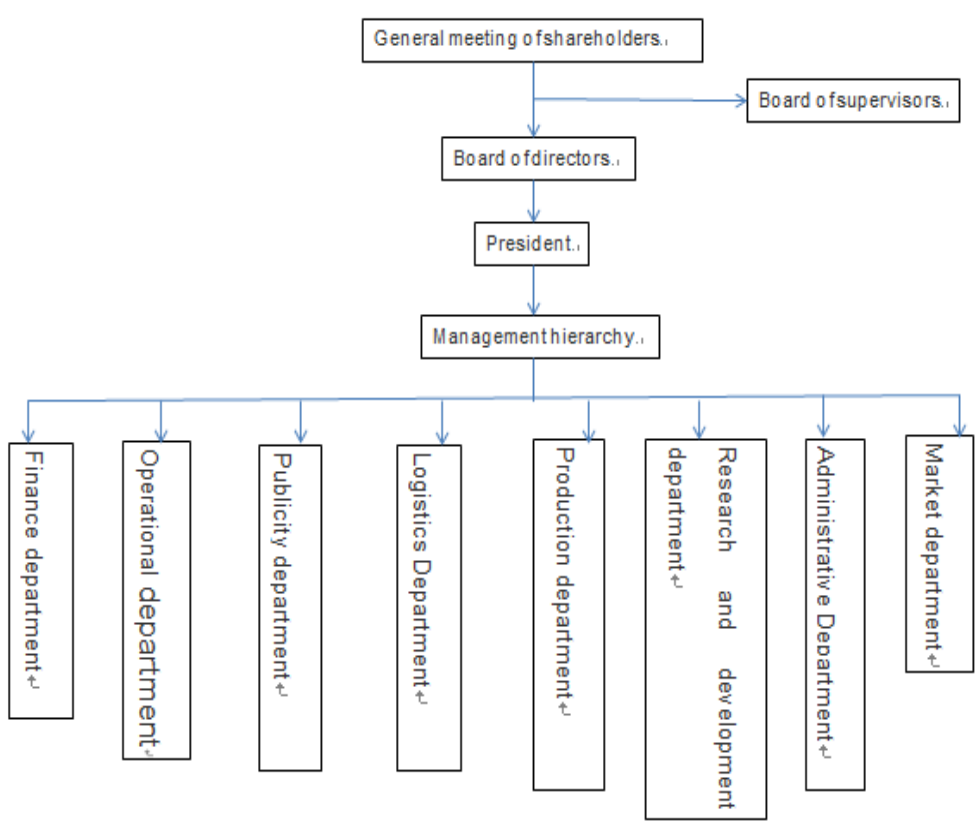 General meeting of shareholders.
Board of supervisors.
Board of directors.
President.
Management hierarchy.
Finance department
Operational department
Publicity department
Logistics Department
Production department
Research and development
department
Administrative Department
Market department